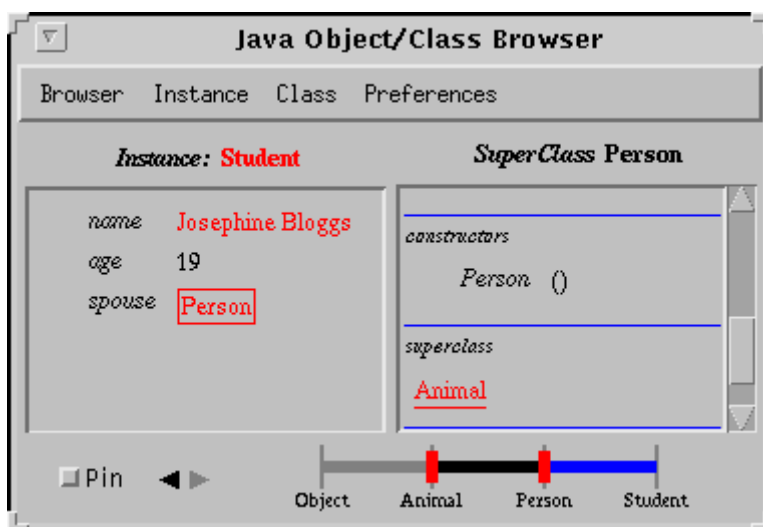 Java Object/Class Browser
Browser Instance Class Preferences
Instance: Student
SuperClass Person
name Josephine Bloggs
age 19
spouse Person
constructors
Person ()
superclass
Animal
Pin
Object Animal Person Student